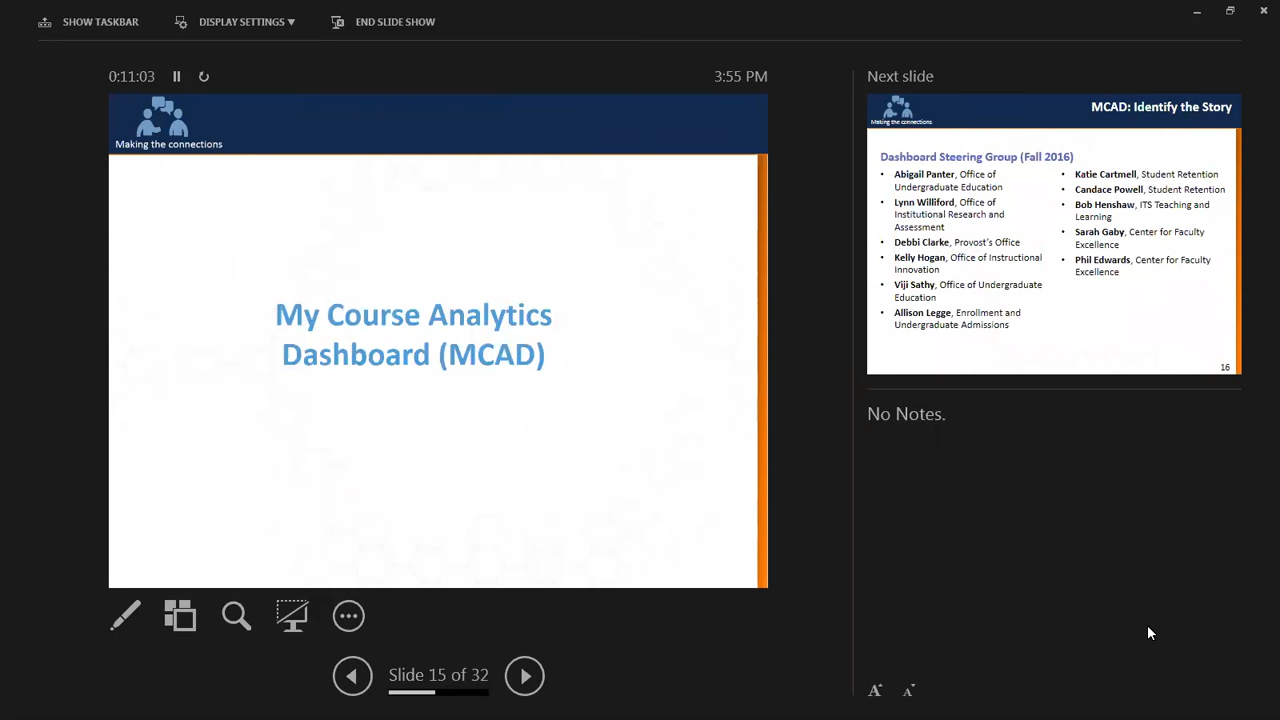 SHOW TASKBAR
DISPLAY SETTINGS ▼
END SLIDE SHOW
0:11:03
3:55 PM
Making the connections
My Course Analytics
Dashboard (MCAD)
Slide 15 of 32
Next slide
MCAD: Identify the Story
Making the connections
Dashboard Steering Group (Fall 2016)
• Abigail Panter, Office of
Undergraduate Education
• Lynn Williford, Office of
Institutional Research and
Assessment
• Debbi Clarke, Provost's Office
• Kelly Hogan, Office of Instructional
Innovation
• Viji Sathy, Office of Undergraduate
Education
• Allison Legge, Enrollment and
Undergraduate Admissions
• Katie Cartmell, Student Retention
• Candace Powell, Student Retention
• Bob Henshaw, ITS Teaching and
Learning
• Sarah Gaby, Center for Faculty
Excellence
• Phil Edwards, Center for Faculty
Excellence
16
No Notes.
A A